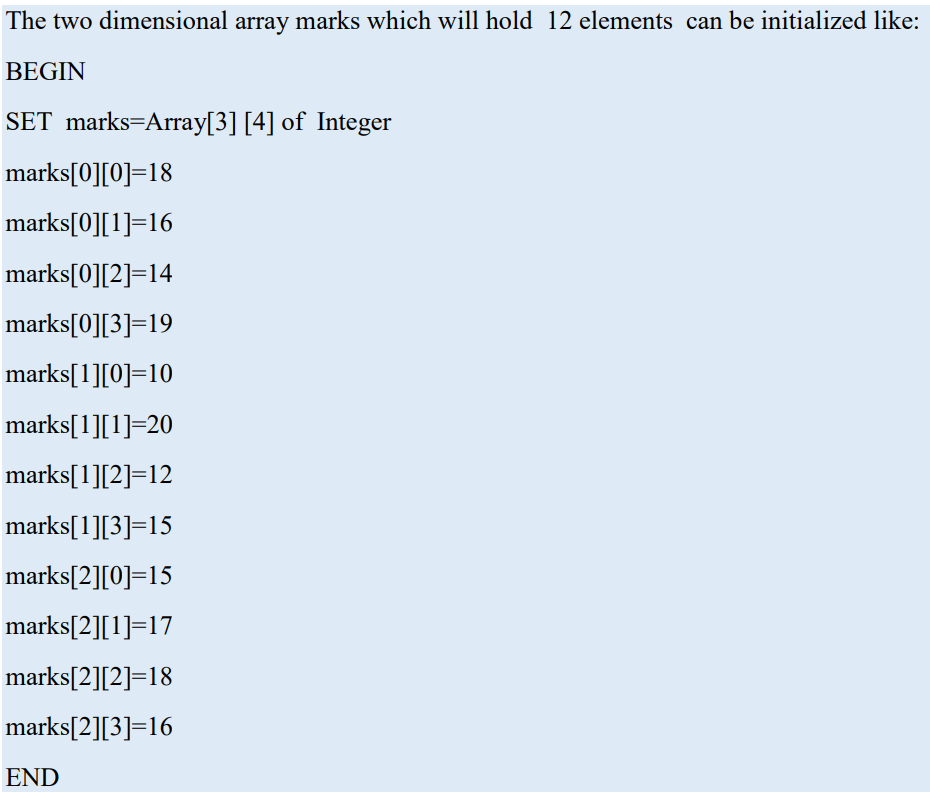 The two dimensional array marks which will hold 12 elements can be initialized like:
BEGIN
SET marks=Array[3] [4] of Integer
marks[0][0]=18
marks[0][1]=16
marks[0][2]=14
marks[0][3]=19
marks[1][0]=10
marks[1][1]=20
marks[1][2]=12
marks[1][3]=15
marks[2][0]=15
marks[2][1]=17
marks[2][2]=18
marks[2][3]=16
END